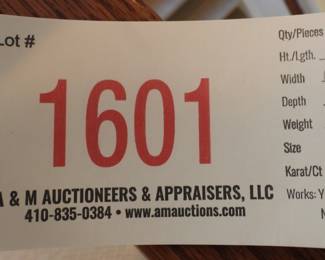 Lot #
1601
A & M AUCTIONEERS & APPRAISERS, LLC
410-835-0384 • www.amauctions.com
Qty/Pieces
Ht./Lgth.
Width
Depth
Weight
Size
Karat/Ct
Works: Y
N